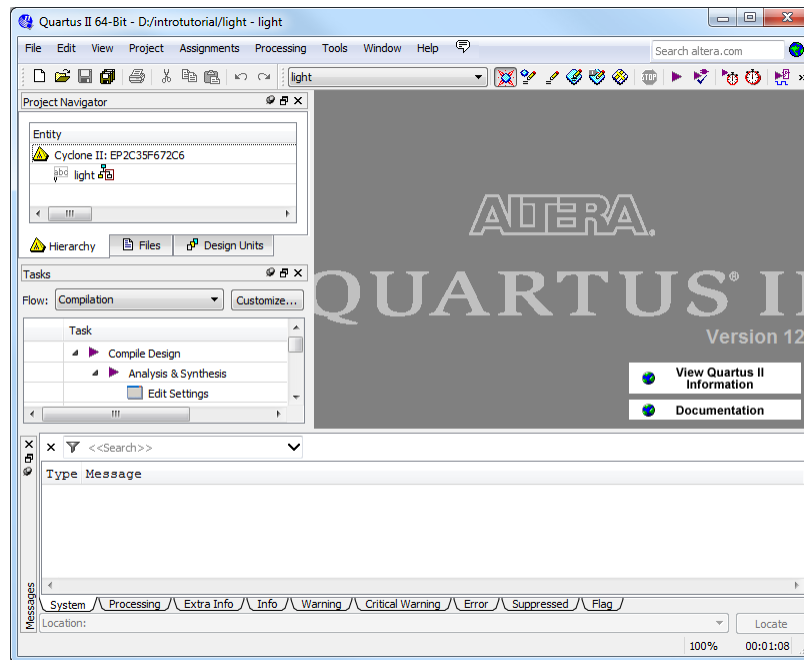 Quartus II 64-Bit - D:/introtutorial/light - light
File Edit View Project Assignments Processing Tools Window Help
Search altera.com
light
STOP
Project Navigator
Entity
Cyclone II: EP2C35F672C6
abd light
Hierarchy Files Design Units
Tasks
Flow: Compilation Customize...
Task
Compile Design
Analysis & Synthesis
Edit Settings
ALTERA.
QUARTUS® II
Version 12
View Quartus II
Information
Documentation
<<Search>>
Type Message
System Processing Extra Info Info Warning Critical Warning Error Suppressed Flag
Messages
Location: Locate
100% 00:01:08